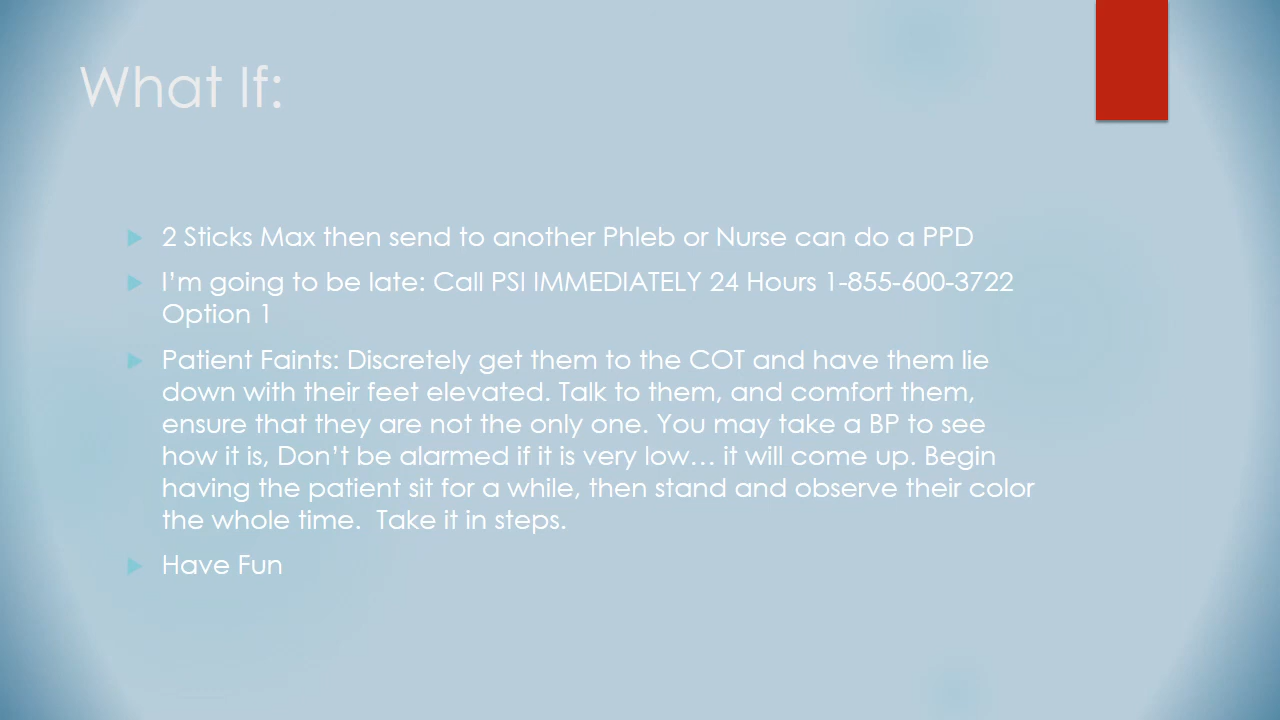 What If:
2 Sticks Max then send to another Phleb or Nurse can do a PPD
I'm going to be late: Call PSI IMMEDIATELY 24 Hours 1-855-600-3722
Option 1
Patient Faints: Discretely get them to the COT and have them lie
down with their feet elevated. Talk to them, and comfort them,
ensure that they are not the only one. You may take a BP to see
how it is, Don't be alarmed if it is very low… it will come up. Begin
having the patient sit for a while, then stand and observe their color
the whole time.  Take it in steps.
Have Fun